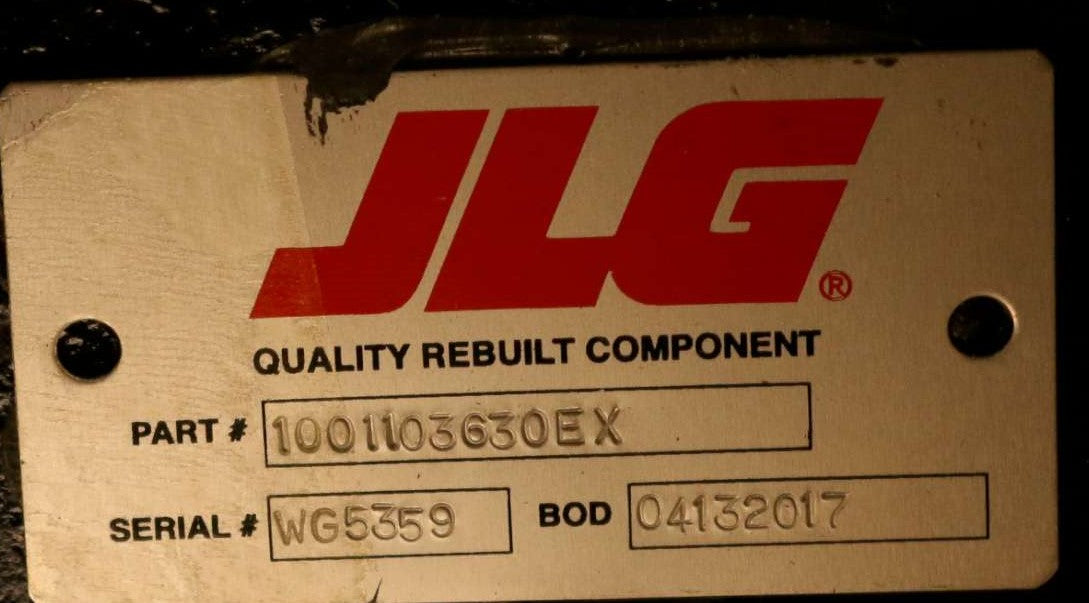 JLG®
QUALITY REBUILT COMPONENT
PART # 1001103630EX
SERIAL # WG5359 BOD 04132017